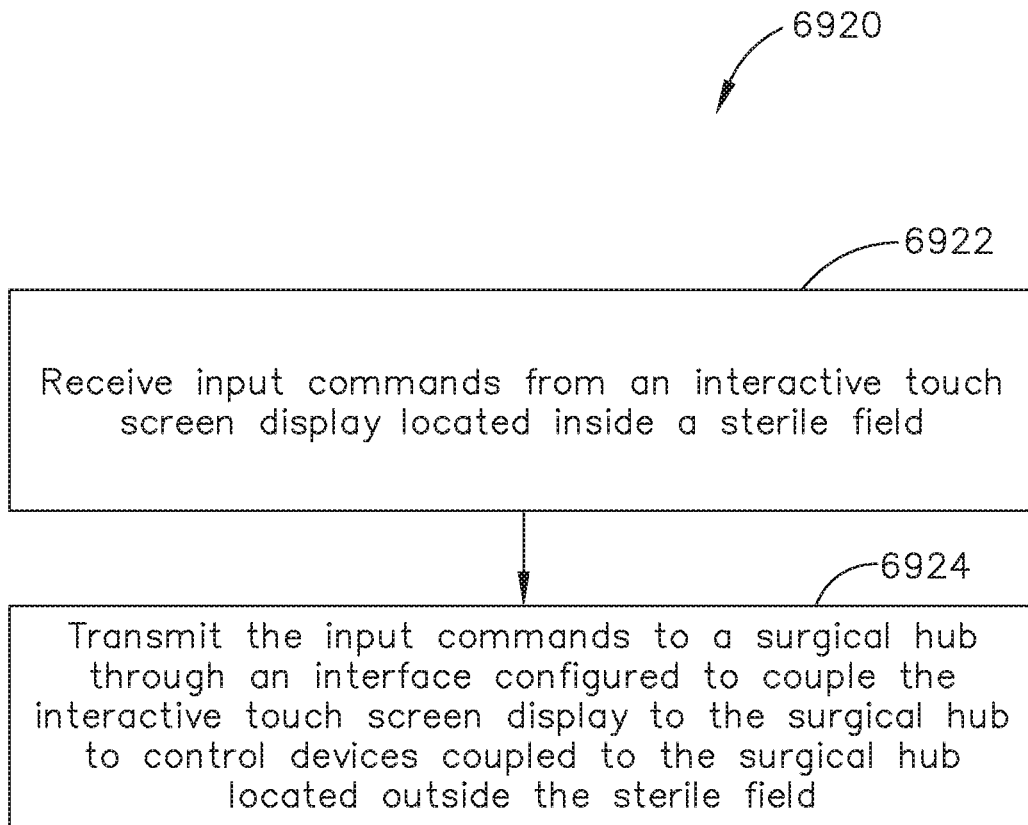 6920
6922
Receive input commands from an interactive touch
screen display located inside a sterile field
6924
Transmit the input commands to a surgical hub
through an interface configured to couple the
interactive touch screen display to the surgical hub
to control devices coupled to the surgical hub
located outside the sterile field